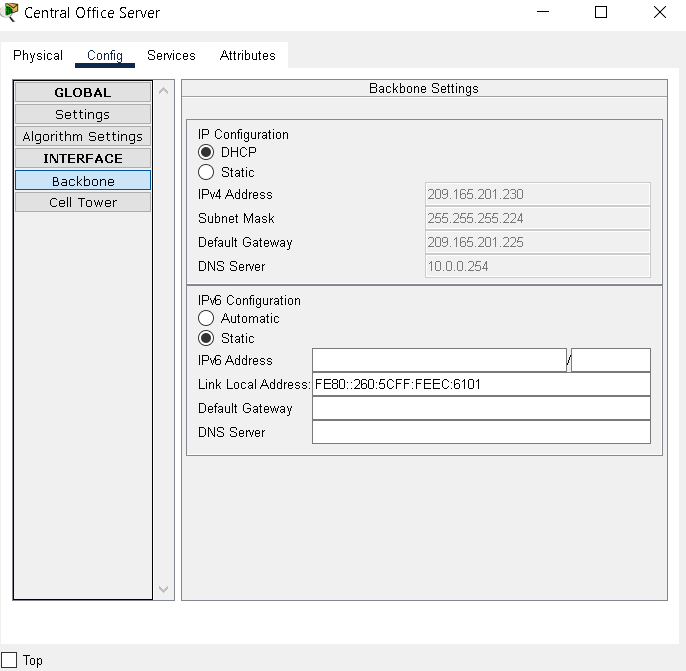 Central Office Server
Physical Config Services Attributes
GLOBAL
Settings
Algorithm Settings
INTERFACE
Backbone
Cell Tower
Backbone Settings
IP Configuration
DHCP
Static
IPv4 Address 209.165.201.230
Subnet Mask 255.255.255.224
Default Gateway 209.165.201.225
DNS Server 10.0.0.254
IPv6 Configuration
Automatic
Static
IPv6 Address /
Link Local Address: FE80::260:5CFF:FEEC:6101
Default Gateway
DNS Server
Top